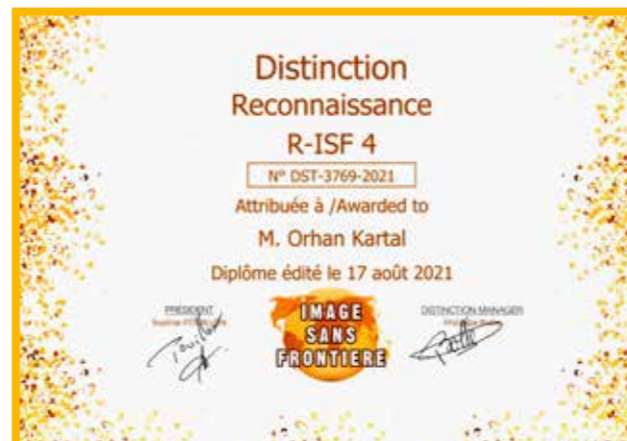 Distinction
Reconnaissance
R-ISF 4
N° DST-3769-2021
Attribuée à /Awarded to
M. Orhan Kartal
Diplôme édité le 17 août 2021
PRESIDENT
DISTINCTION MANAGER
IMAGE
SANS
FRONTIERE